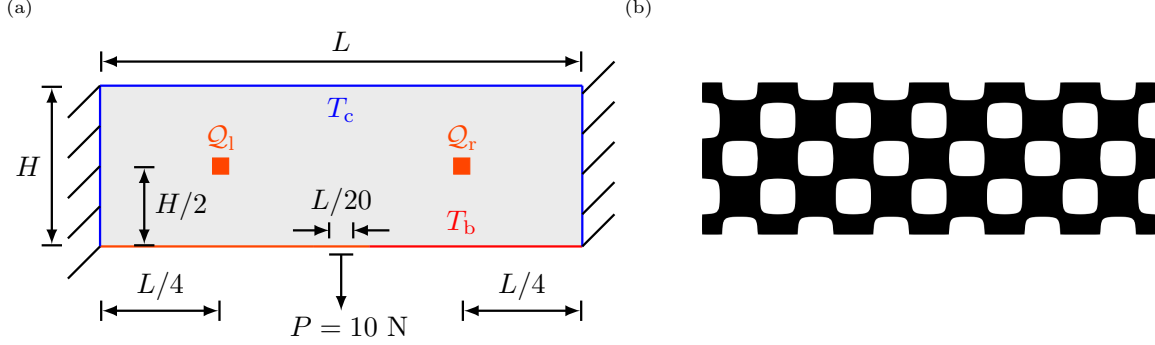 (a)
(b)
L
T_c
𝒬_l
𝒬_r
H
H/2
L/20
T_b
L/4
L/4
P = 10 N